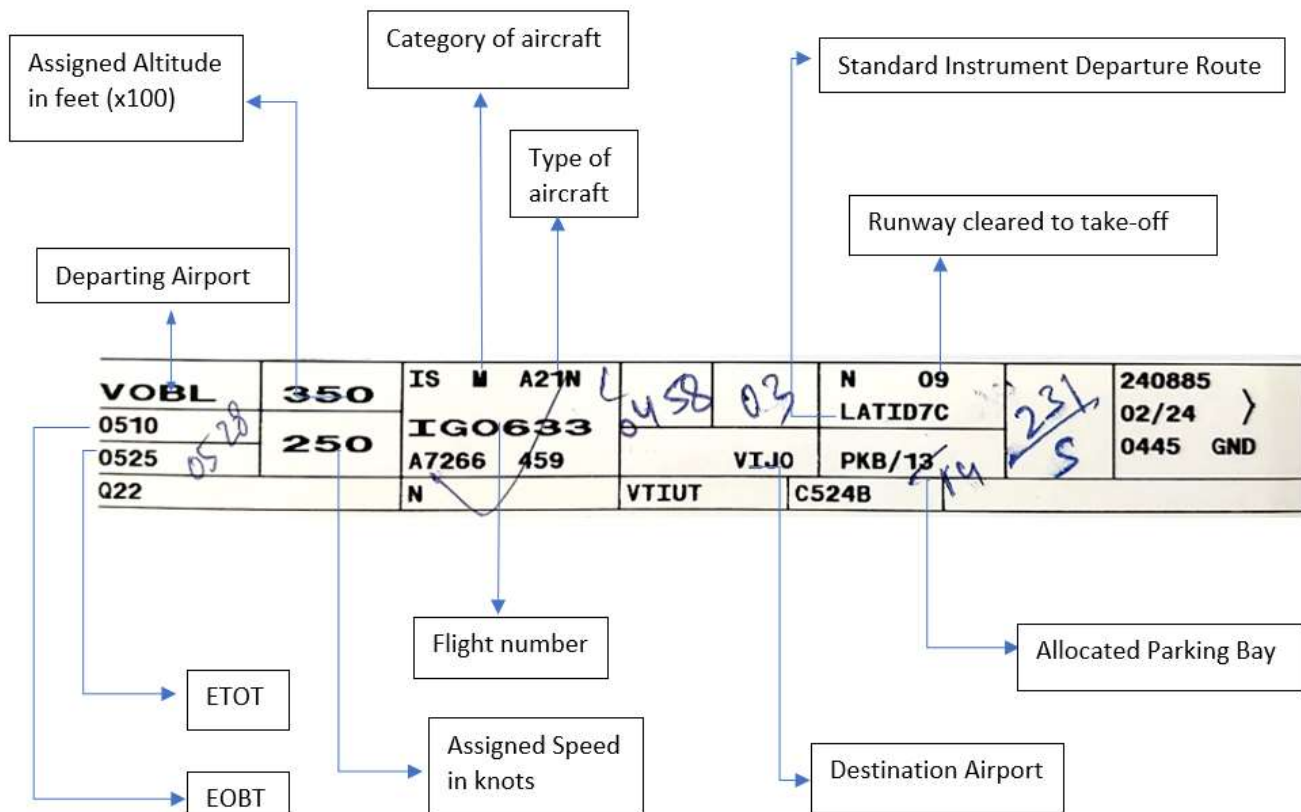 Category of aircraft
Assigned Altitude
in feet (x100)
Standard Instrument Departure Route
Type of
aircraft
Runway cleared to take-off
Departing Airport
VOBL
0510
0525
0528
Q22
350
250
IS M A21N L
IGO633
A7266 459
N
0458
03
VIJO
VTIUT
N 09
LATID7C
PKB/13
14
C524B
231
S
240885
02/24 >
0445 GND
Flight number
Allocated Parking Bay
ETOT
Assigned Speed
in knots
Destination Airport
EOBT